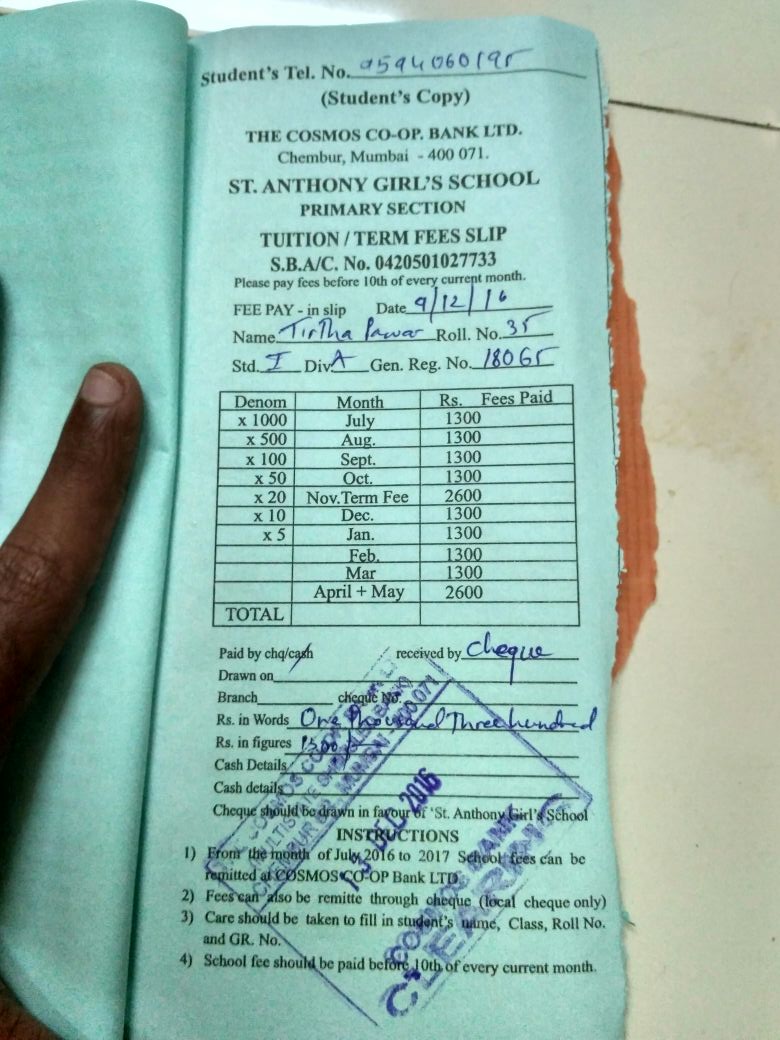 Student's Tel. No. 9594060195
(Student's Copy)
THE COSMOS CO-OP. BANK LTD.
Chembur, Mumbai - 400 071.
ST. ANTHONY GIRL'S SCHOOL
PRIMARY SECTION
TUITION / TERM FEES SLIP
S.B.A/C. No. 0420501027733
Please pay fees before 10th of every current month.
FEE PAY - in slip Date 9/12/16
Name. Tirtha Pawar Roll. No. 35
Std. I Div A Gen. Reg. No. 18065
Denom Month Rs. Fees Paid
x 1000 July 1300
x 500 Aug. 1300
x 100 Sept. 1300
x 50 Oct. 1300
x 20 Nov.Term Fee 2600
x 10 Dec. 1300
x 5 Jan. 1300
Feb. 1300
Mar 1300
April + May 2600
TOTAL
Paid by chq/cash received by cheque
Drawn on
Branch cheque No.
Rs. in Words One Thousand Three hundred
Rs. in figures 1300/-
Cash Details
Cash details
Cheque should be drawn in favour of 'St. Anthony Girl's School
INSTRUCTIONS
1) From the month of July 2016 to 2017 School fees can be
remitted at COSMOS CO-OP Bank LTD.
2) Fees can also be remitte through cheque (local cheque only)
3) Care should be taken to fill in student's name, Class, Roll No.
and GR. No.
4) School fee should be paid before 10th of every current month.
COSMOS
MUMBAI - 400 071
DEC 2016
COSMOS BANK
CLEARING